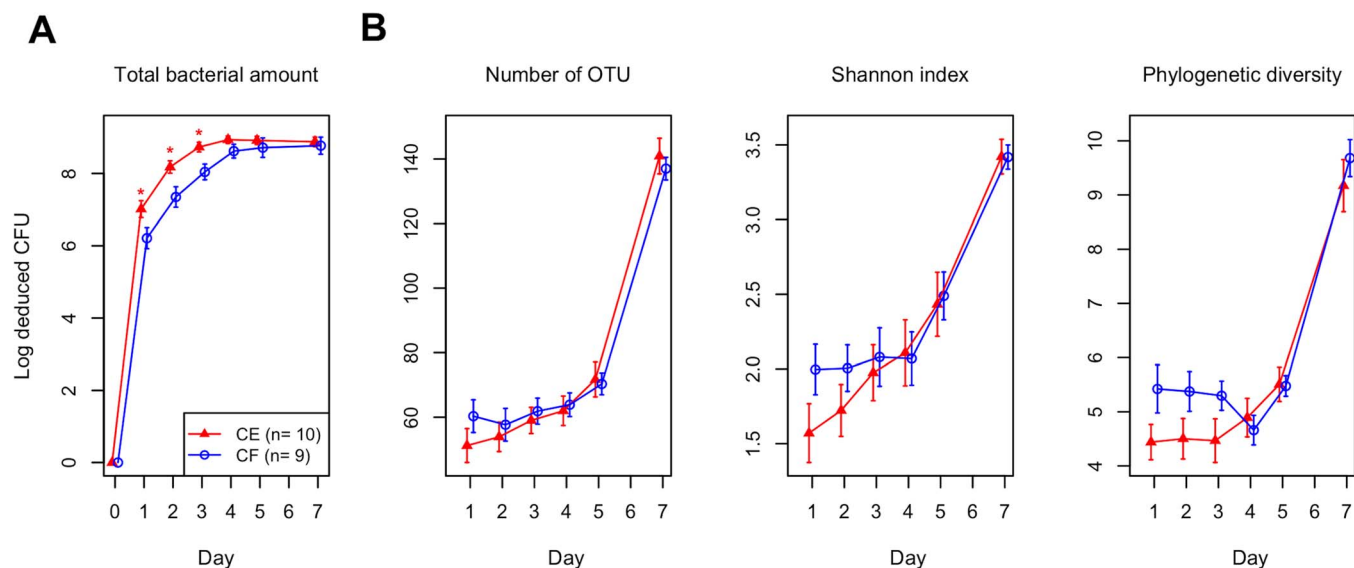 A
B
Total bacterial amount
Number of OTU
Shannon index
Phylogenetic diversity
Log deduced CFU
8
6
4
2
0
* * *
CE (n= 10)
CF (n= 9)
0 1 2 3 4 5 6 7
Day
140
120
100
80
60
1 2 3 4 5 6 7
Day
3.5
3.0
2.5
2.0
1.5
1 2 3 4 5 6 7
Day
10
9
8
7
6
5
4
1 2 3 4 5 6 7
Day